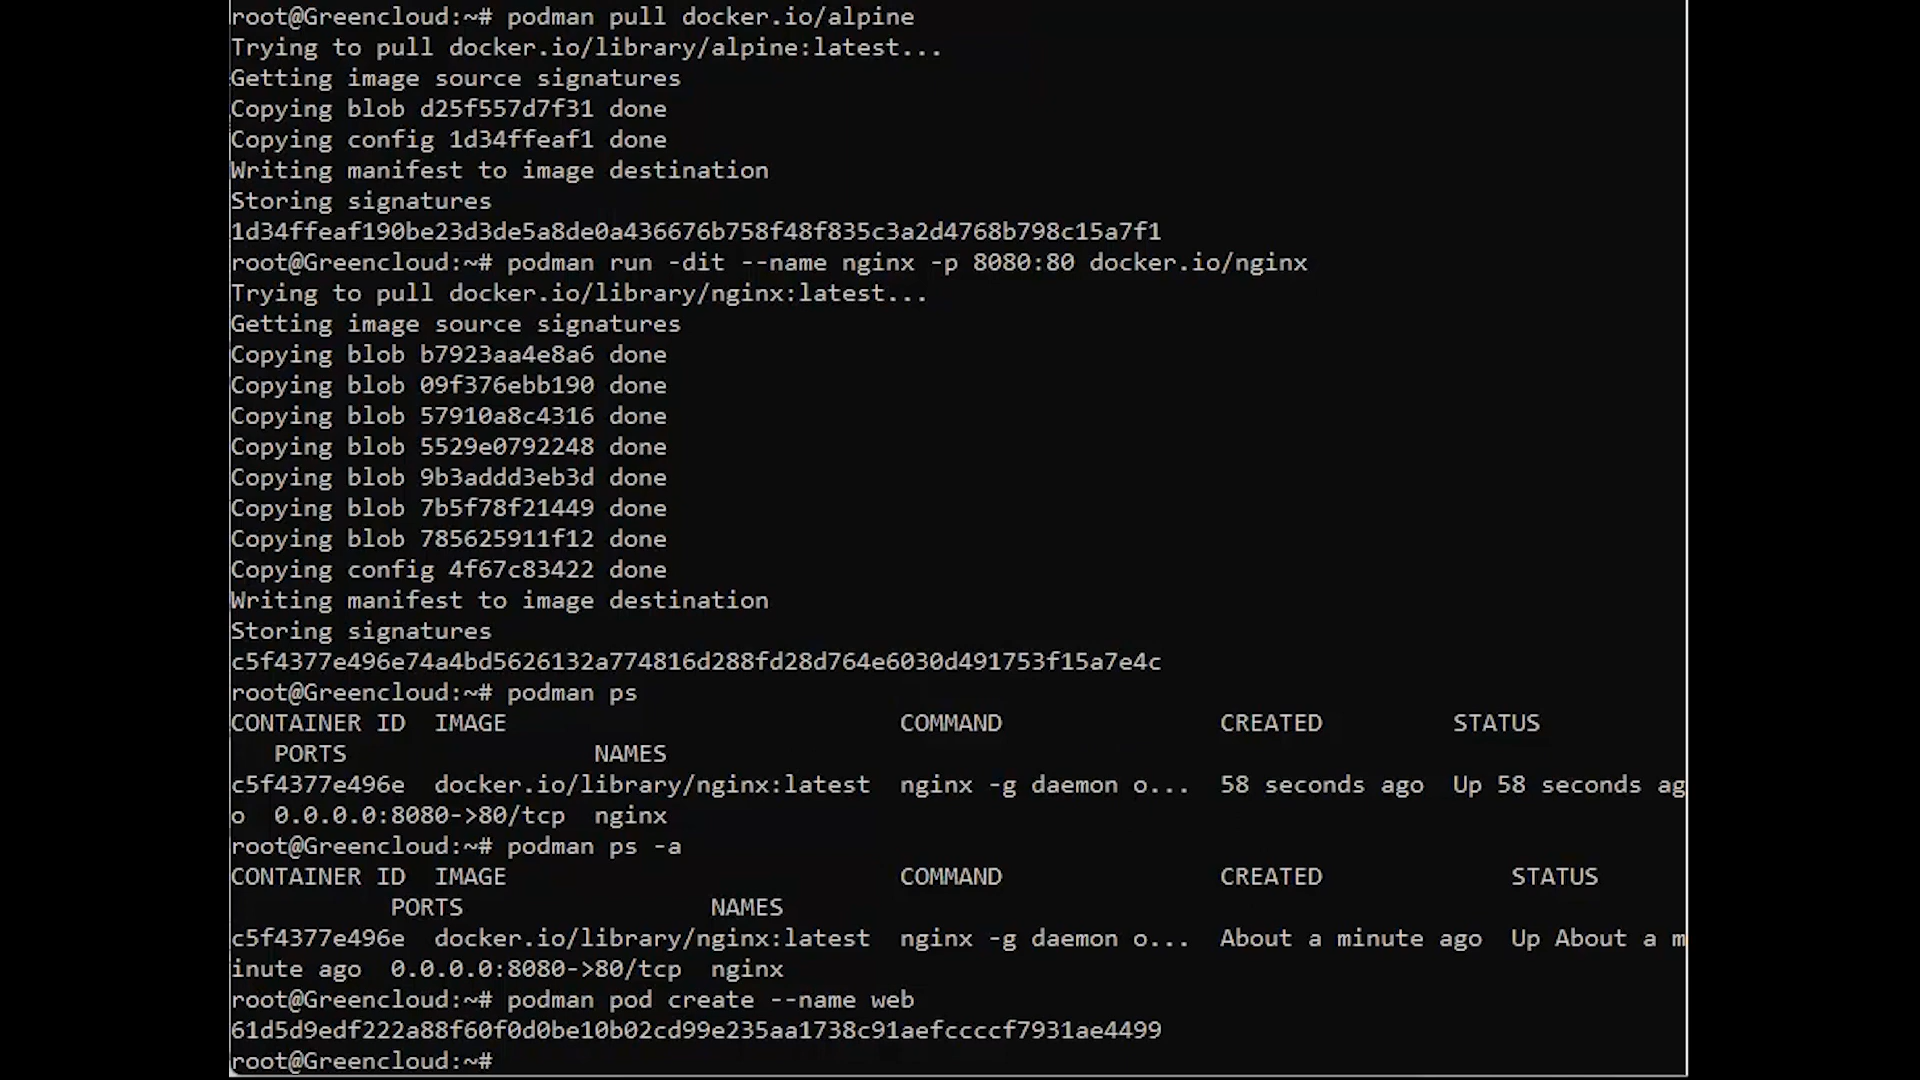 root@Greencloud:~# podman pull docker.io/alpine
Trying to pull docker.io/library/alpine:latest...
Getting image source signatures
Copying blob d25f557d7f31 done
Copying config 1d34ffeaf1 done
Writing manifest to image destination
Storing signatures
1d34ffeaf190be23d3de5a8de0a436676b758f48f835c3a2d4768b798c15a7f1
root@Greencloud:~# podman run -dit --name nginx -p 8080:80 docker.io/nginx
Trying to pull docker.io/library/nginx:latest...
Getting image source signatures
Copying blob b7923aa4e8a6 done
Copying blob 09f376ebb190 done
Copying blob 57910a8c4316 done
Copying blob 5529e0792248 done
Copying blob 9b3addd3eb3d done
Copying blob 7b5f78f21449 done
Copying blob 785625911f12 done
Copying config 4f67c83422 done
Writing manifest to image destination
Storing signatures
c5f4377e496e74a4bd5626132a774816d288fd28d764e6030d491753f15a7e4c
root@Greencloud:~# podman ps
CONTAINER ID  IMAGE                           COMMAND               CREATED         STATUS
   PORTS                 NAMES
c5f4377e496e  docker.io/library/nginx:latest  nginx -g daemon o...  58 seconds ago  Up 58 seconds ag
o  0.0.0.0:8080->80/tcp  nginx
root@Greencloud:~# podman ps -a
CONTAINER ID  IMAGE                           COMMAND               CREATED             STATUS
           PORTS                 NAMES
c5f4377e496e  docker.io/library/nginx:latest  nginx -g daemon o...  About a minute ago  Up About a m
inute ago  0.0.0.0:8080->80/tcp  nginx
root@Greencloud:~# podman pod create --name web
61d5d9edf222a88f60f0d0be10b02cd99e235aa1738c91aefccccf7931ae4499
root@Greencloud:~#